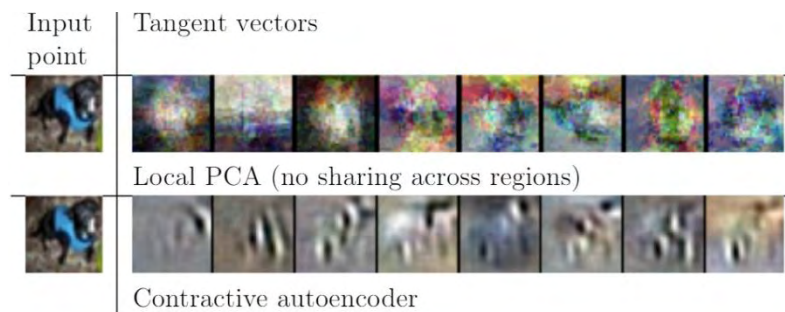 Input
point
Tangent vectors
Local PCA (no sharing across regions)
Contractive autoencoder